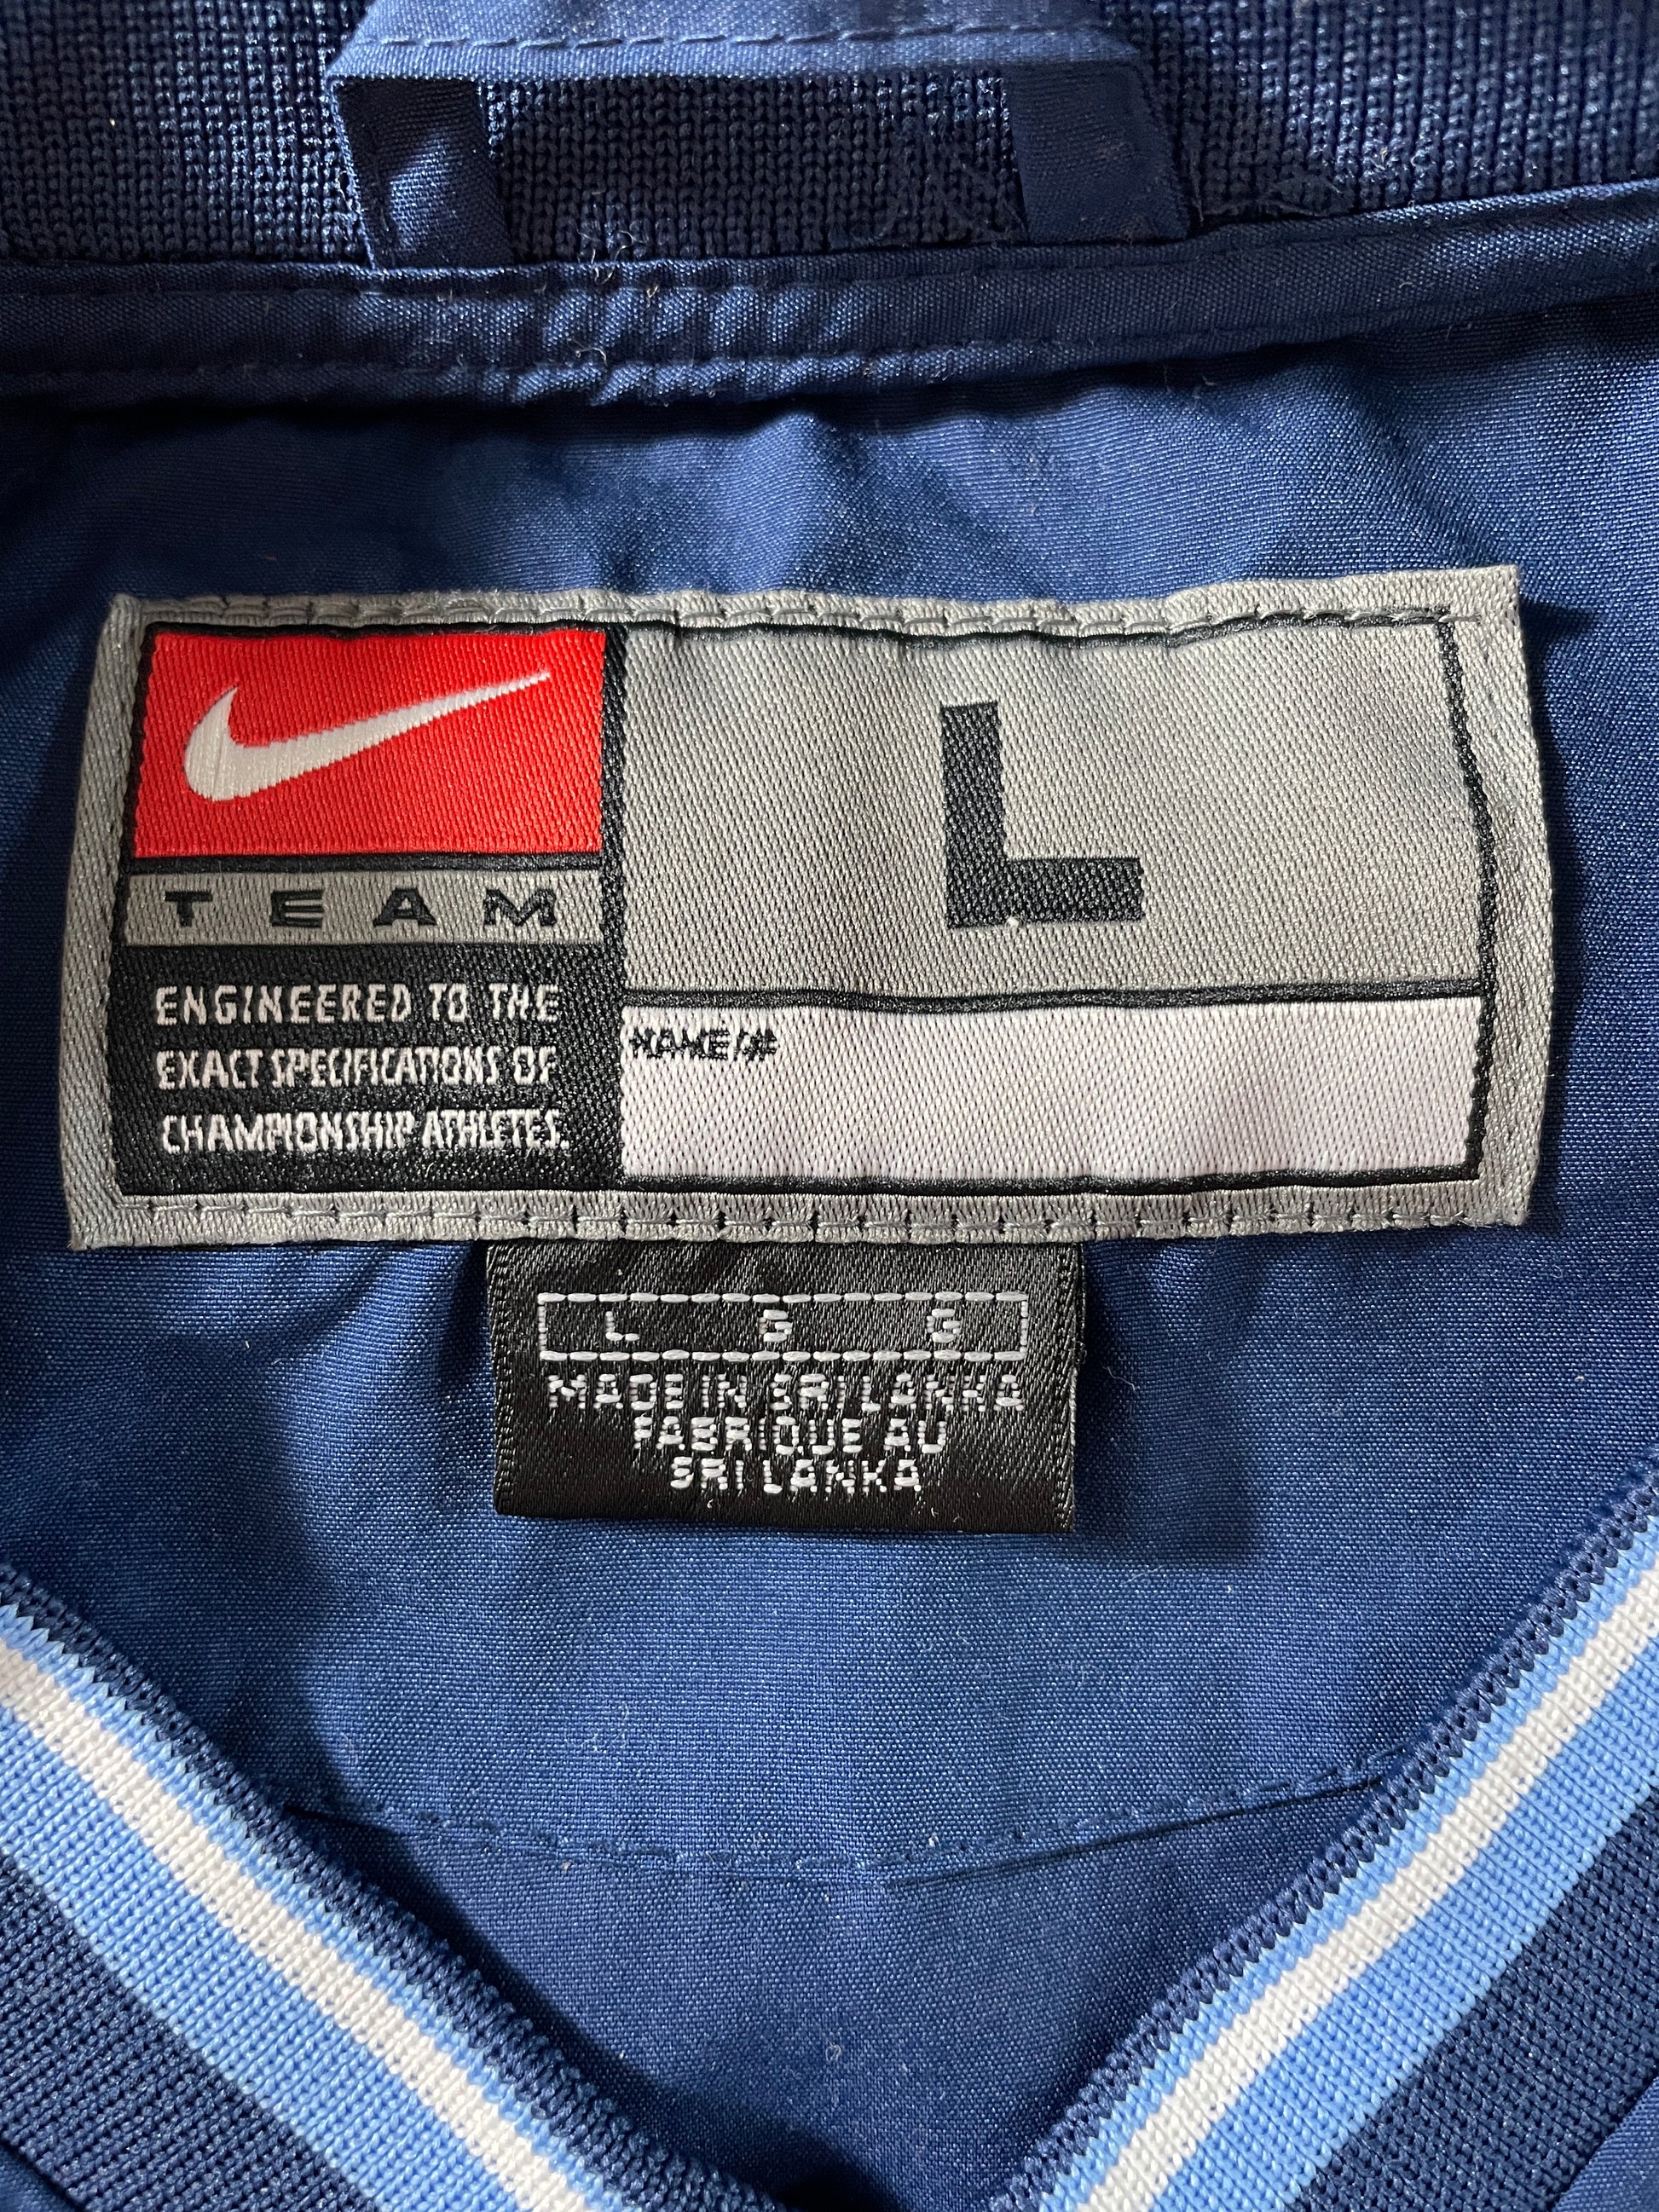 TEAM
L
ENGINEERED TO THE
EXACT SPECIFICATIONS OF
CHAMPIONSHIP ATHLETES.
NAME/#
L G G
MADE IN SRI LANKA
FABRIQUE AU
SRI LANKA